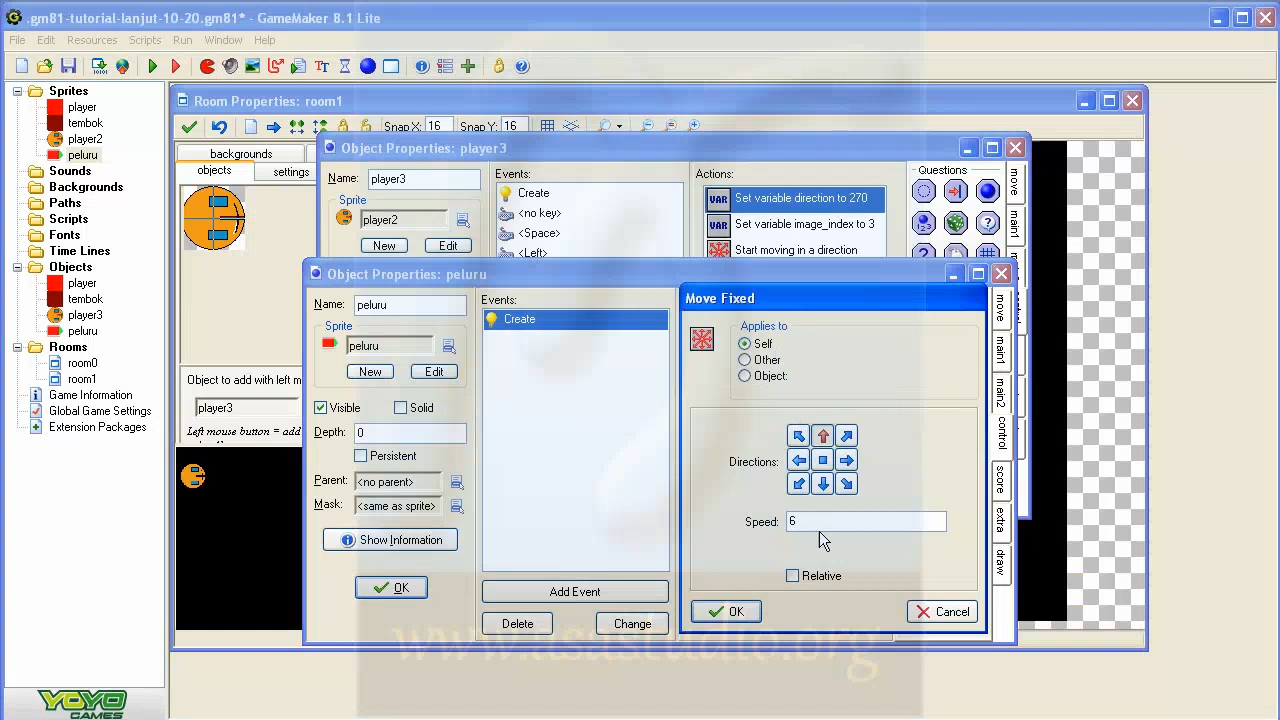 .gm81-tutorial-lanjut-10-20.gm81* - GameMaker 8.1 Lite
File Edit Resources Scripts Run Window Help
Sprites
player
tembok
player2
peluru
Sounds
Backgrounds
Paths
Scripts
Fonts
Time Lines
Objects
player
tembok
player3
peluru
Rooms
room0
room1
Game Information
Global Game Settings
Extension Packages
YOYO
GAMES
Room Properties: room1
Snap X: 16 Snap Y: 16
backgrounds
objects settings
Object to add with left m
player3
Left mouse button = add
Object Properties: player3
Name: player3
Sprite
player2
New Edit
Events:
Create
<no key>
<Space>
<Left>
Actions:
Set variable direction to 270
Set variable image_index to 3
Start moving in a direction
Questions
move
main1
Object Properties: peluru
Name: peluru
Sprite
peluru
New Edit
Visible Solid
Depth: 0
Persistent
Parent: <no parent>
Mask: <same as sprite>
Show Information
OK
Events:
Create
Add Event
Delete Change
Move Fixed
Applies to
Self
Other
Object:
Directions:
Speed: 6
Relative
OK Cancel
move
main1
main2
control
score
extra
draw
www.asastudio.org